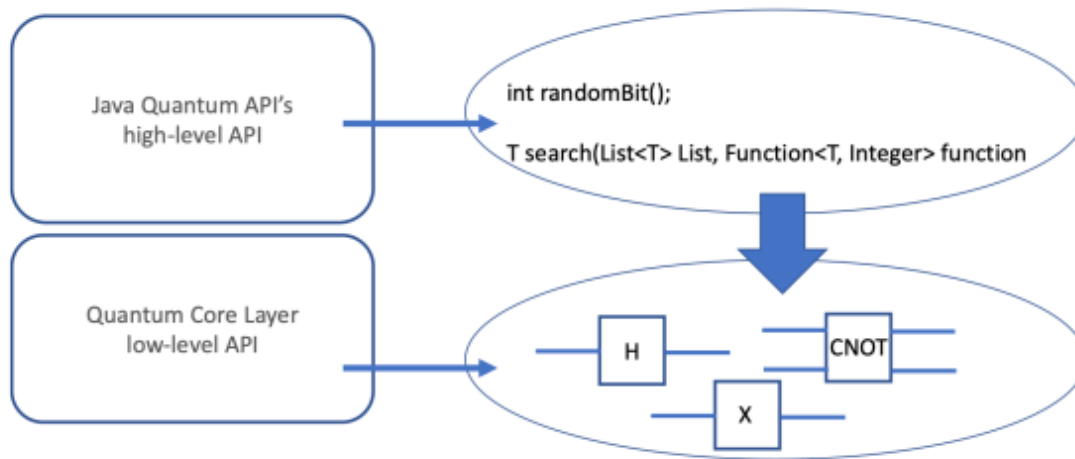 Java Quantum API's
high-level API
int randomBit();
T search(List<T> List, Function<T, Integer> function
Quantum Core Layer
low-level API
H
CNOT
X